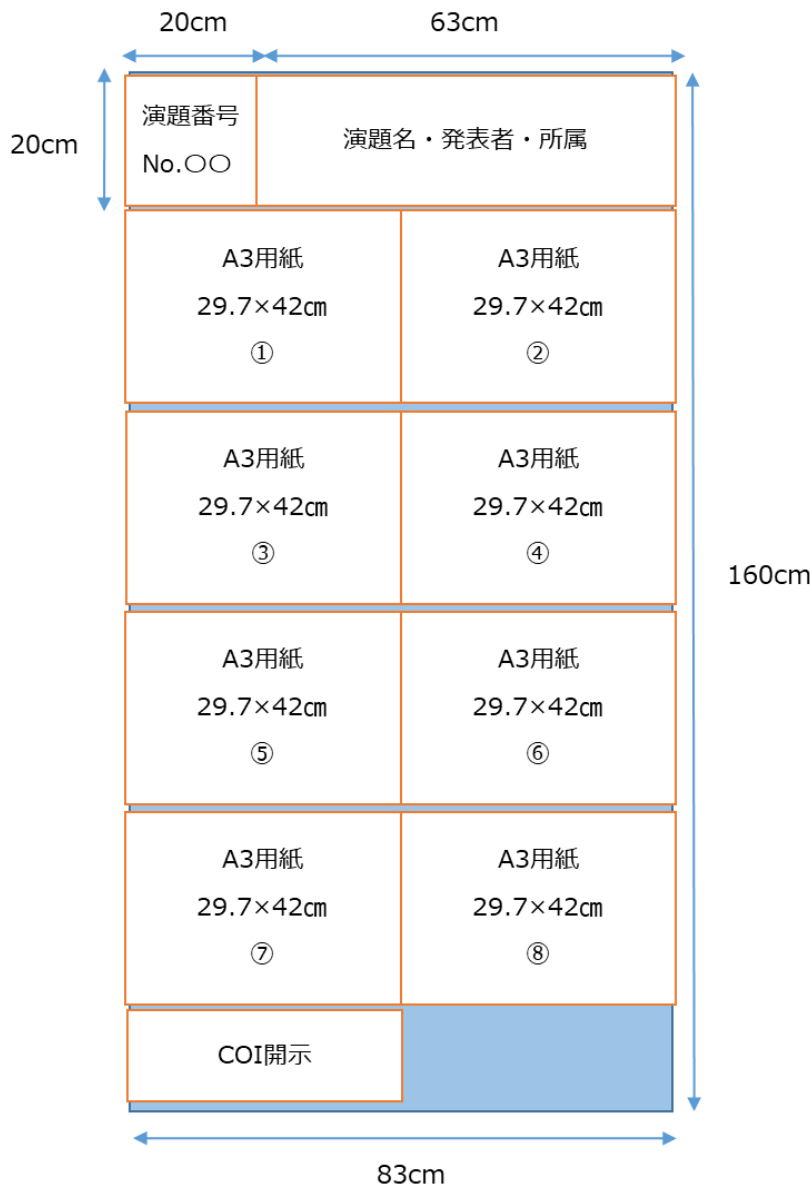 20cm
63cm
20cm
演題番号
No.〇〇
演題名・発表者・所属
A3用紙
29.7×42㎝
①
A3用紙
29.7×42㎝
②
A3用紙
29.7×42㎝
③
A3用紙
29.7×42㎝
④
160cm
A3用紙
29.7×42㎝
⑤
A3用紙
29.7×42㎝
⑥
A3用紙
29.7×42㎝
⑦
A3用紙
29.7×42㎝
⑧
COI開示
83cm